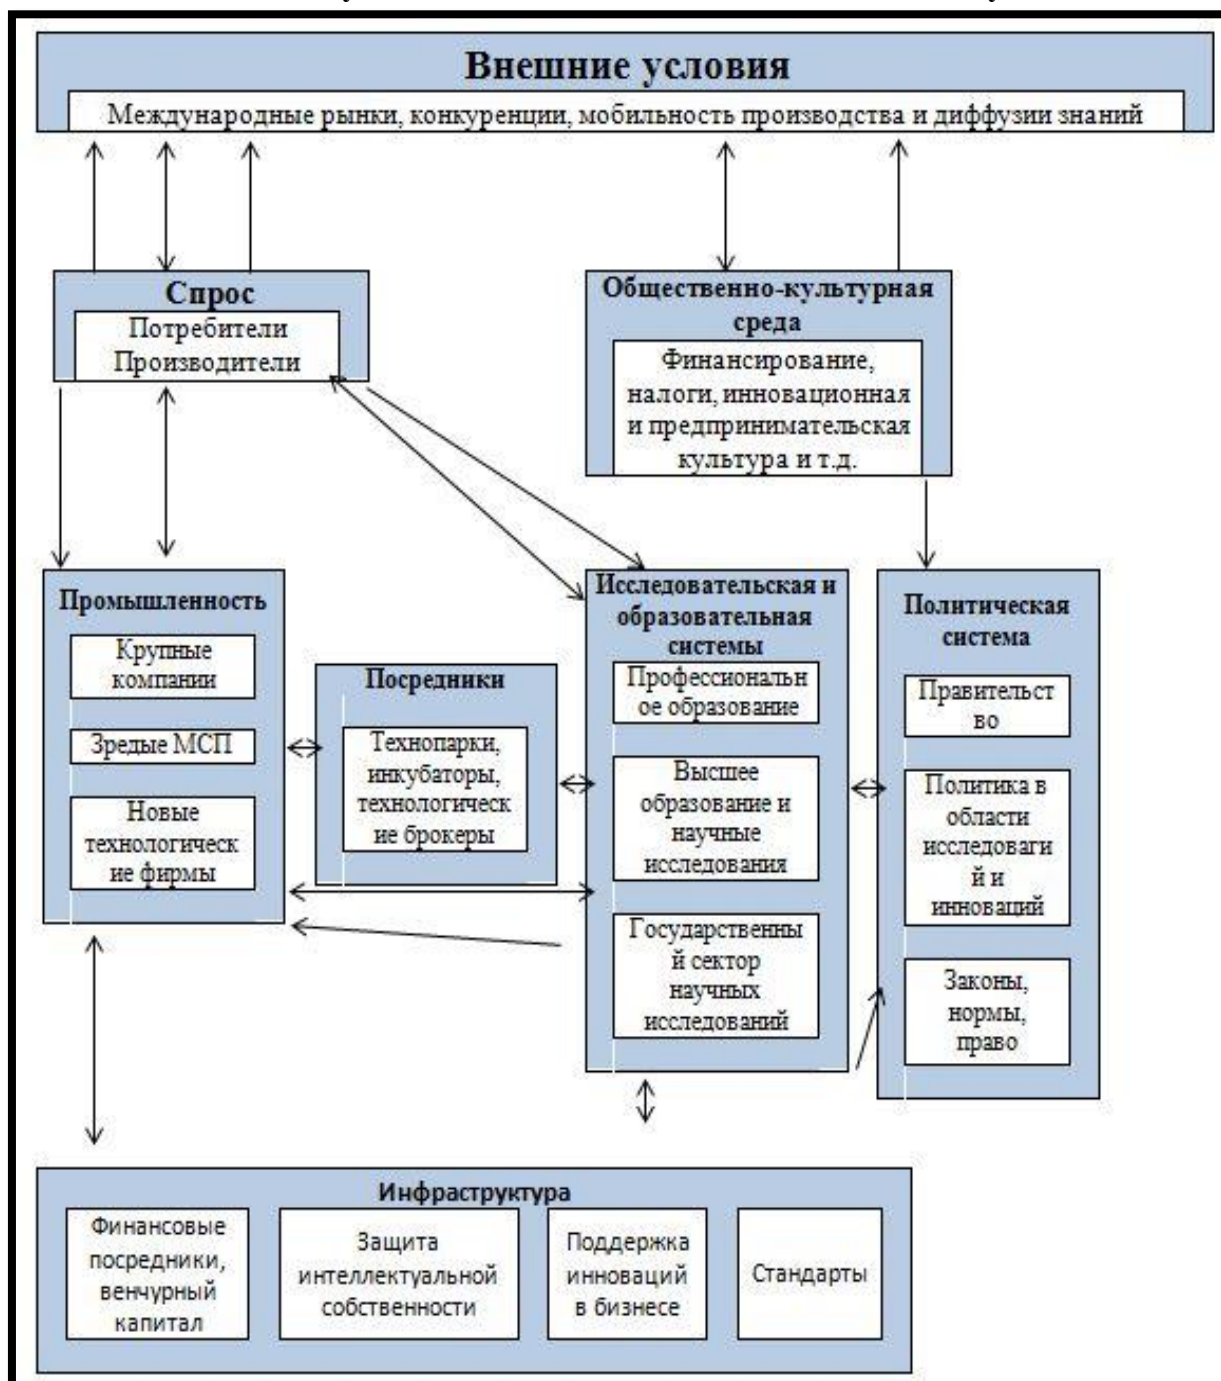 Внешние условия
Международные рынки, конкуренции, мобильность производства и диффузии знаний
Спрос
Потребители
Производители
Общественно-культурная
среда
Финансирование,
налоги, инновационная
и предпринимательская
культура и т.д.
Промышленность
Крупные
компании
Зредые МСП
Новые
технологическ
ие фирмы
Посредники
Технопарки,
инкубаторы,
технологическ
ие брокеры
Исследовательская и
образовательная
системы
Профессиональн
ое образование
Высшее
образование и
научные
исследования
Государственны
й сектор
научных
исследований
Политическая
система
Правительст
во
Политика в
области
исследовагий
й и
инноваций
Законы,
нормы,
право
Инфраструктура
Финансовые
посредники,
венчурный
капитал
Защита
интеллектуальной
собственности
Поддержка
инноваций
в бизнесе
Стандарты